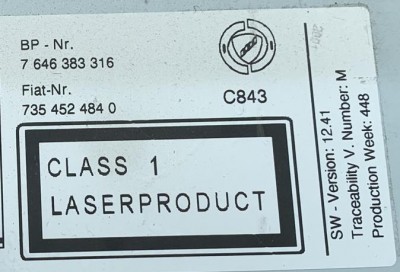 BP - Nr.
7 646 383 316
Fiat-Nr.
735 452 484 0
C843
CLASS 1
LASERPRODUCT
SW - Version: 12.41
Traceability V. Number: M
Production Week: 448